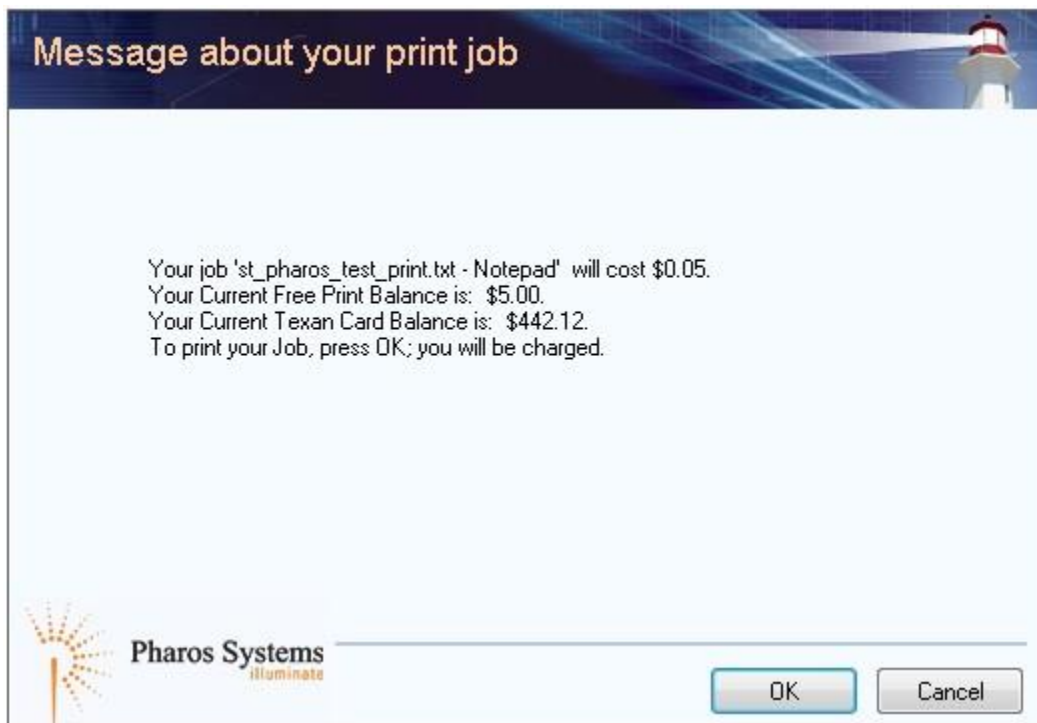 Message about your print job
Your job 'st_pharos_test_print.txt - Notepad' will cost $0.05.
Your Current Free Print Balance is: $5.00.
Your Current Texan Card Balance is: $442.12.
To print your Job, press OK; you will be charged.
Pharos Systems
illuminate
OK
Cancel